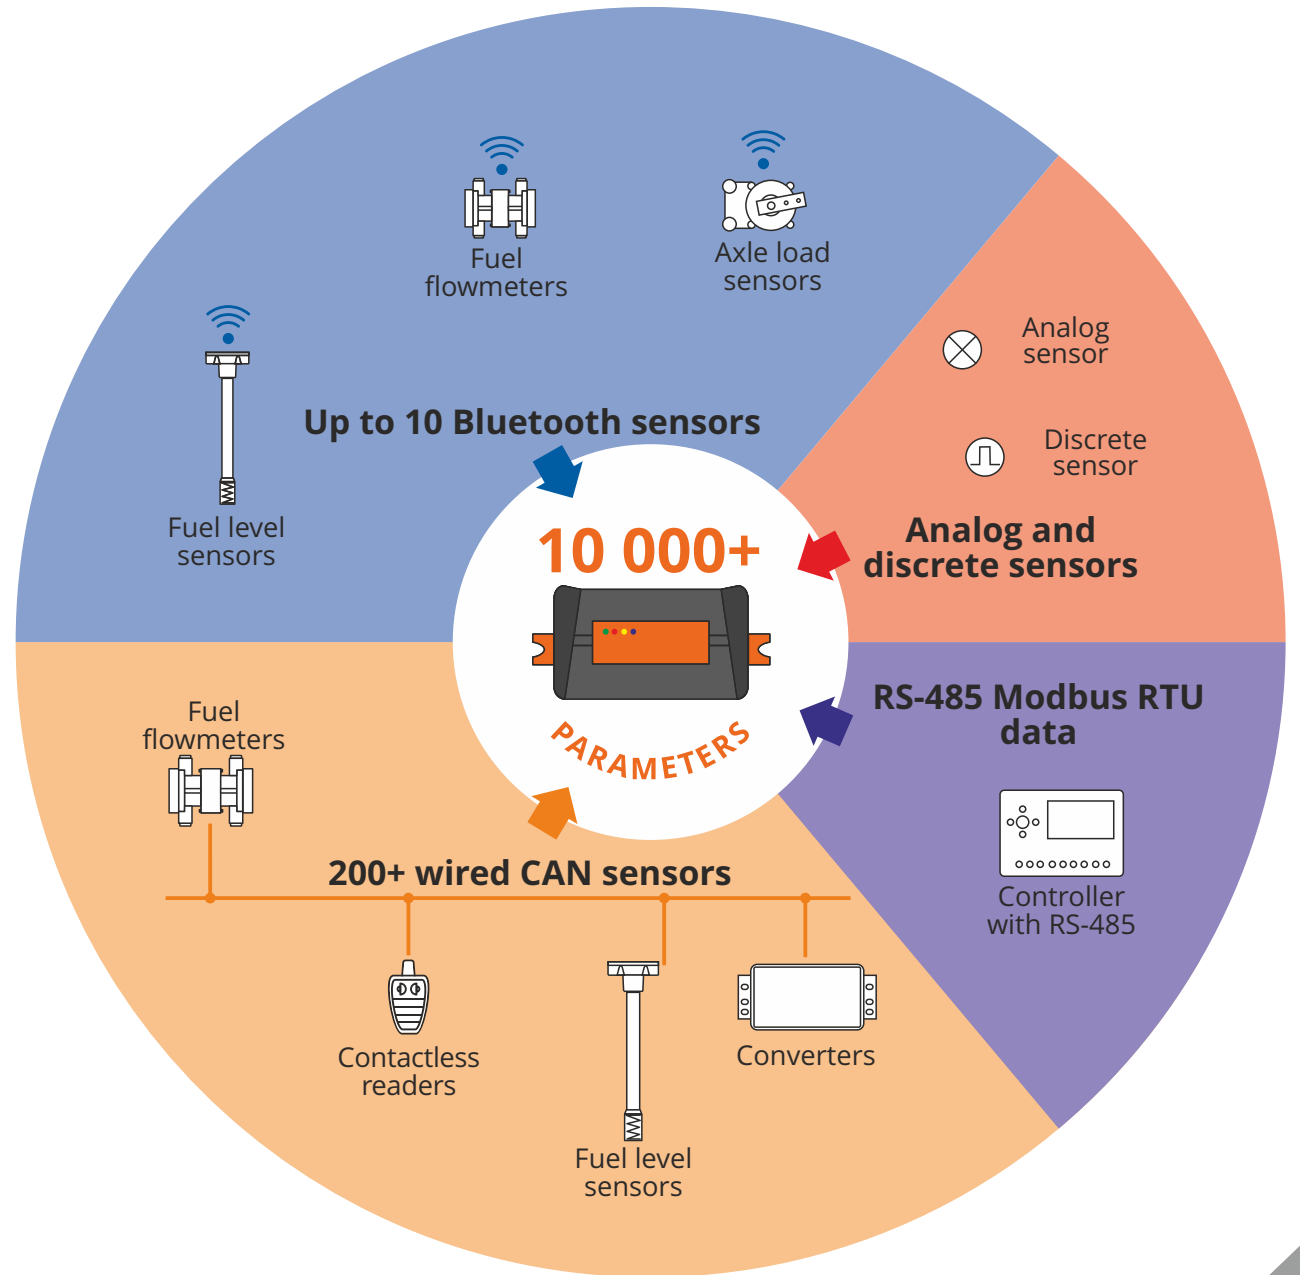 Fuel
flowmeters
Axle load
sensors
Fuel level
sensors
Up to 10 Bluetooth sensors
Analog
sensor
Discrete
sensor
Analog and
discrete sensors
10 000+
PARAMETERS
RS-485 Modbus RTU
data
Controller
with RS-485
Fuel
flowmeters
200+ wired CAN sensors
Contactless
readers
Fuel level
sensors
Converters